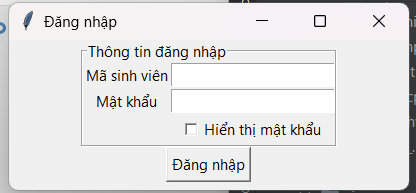 Đăng nhập
Thông tin đăng nhập
Mã sinh viên
Mật khẩu
Hiển thị mật khẩu
Đăng nhập